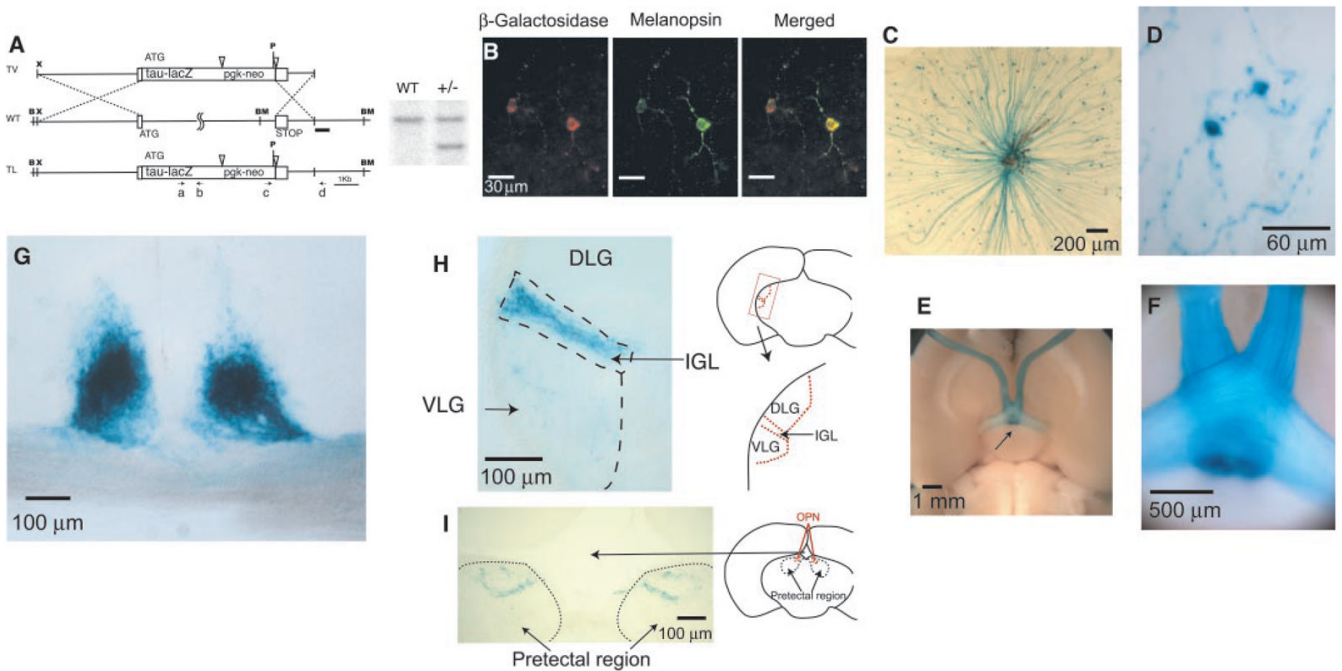 A
TV
X
ATG
P
tau-lacZ
pgk-neo
WT
B X
BM
BM
ATG
STOP
TL
B X
ATG
P
BM
tau-lacZ
pgk-neo
1Kb
a
b
c
d
WT
+/-
β-Galactosidase
Melanopsin
Merged
B
30 μm
C
200 μm
D
60 μm
G
100 μm
H
DLG
IGL
VLG
100 μm
DLG
IGL
VLG
E
1 mm
F
500 μm
I
OPN
Pretectal region
100 μm
Pretectal region